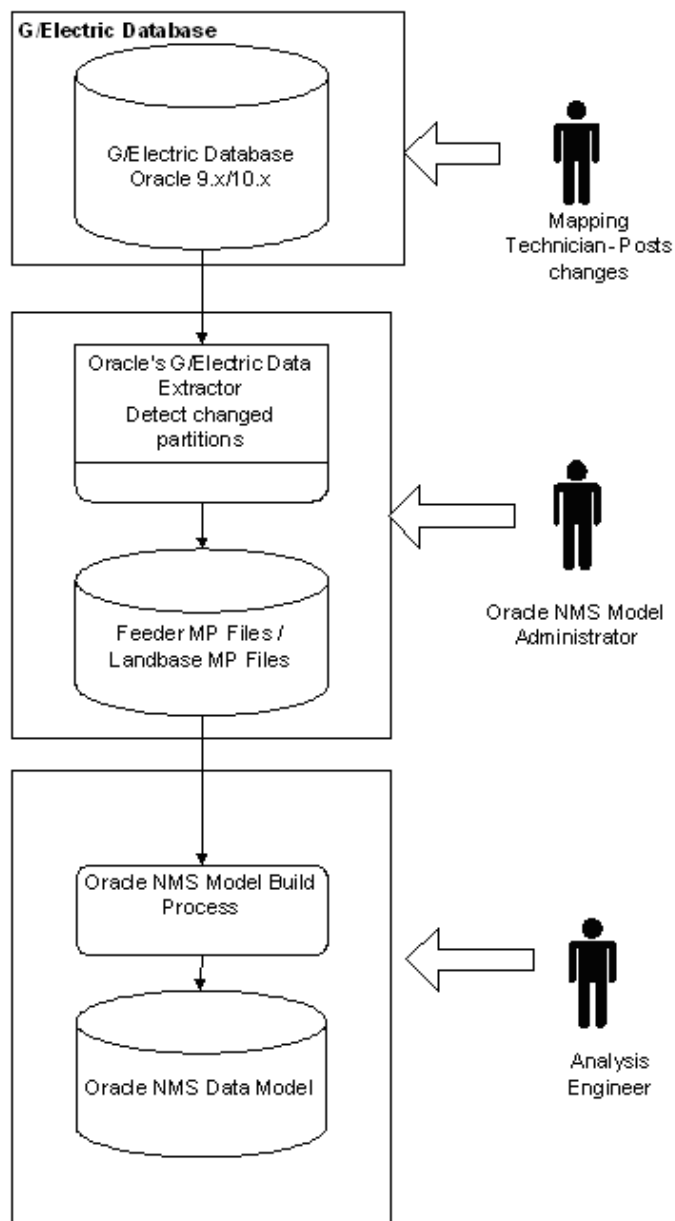 G/Electric Database
G/Electric Database
Oracle 9.x/10.x
Mapping
Technician- Posts
changes
Oracle's G/Electric Data
Extractor
Detect changed
partitions
Feeder MP Files /
Landbase MP Files
Oracle NMS Model
Administrator
Oracle NMS Model Build
Process
Oracle NMS Data Model
Analysis
Engineer